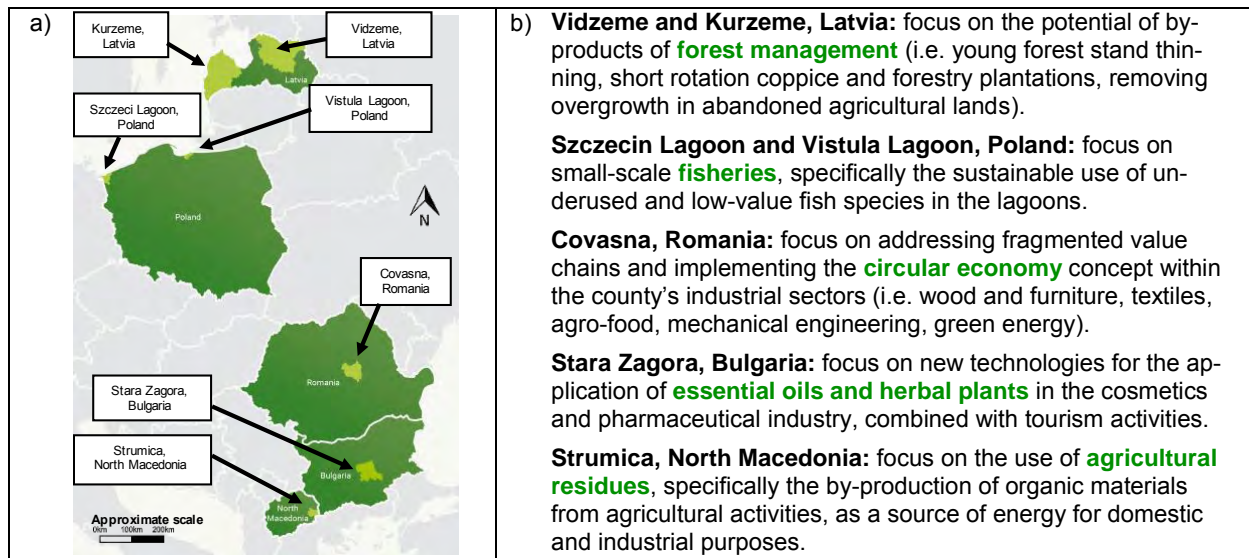 a)
Kurzeme,
Latvia
Vidzeme,
Latvia
Latvia
Szczeci Lagoon,
Poland
Vistula Lagoon,
Poland
Poland
N
Covasna,
Romania
Romania
Stara Zagora,
Bulgaria
Bulgaria
Strumica,
North Macedonia
North
Macedonia
Approximate scale
0km 100km 200km
b) Vidzeme and Kurzeme, Latvia: focus on the potential of by-
products of forest management (i.e. young forest stand thin-
ning, short rotation coppice and forestry plantations, removing
overgrowth in abandoned agricultural lands).
Szczecin Lagoon and Vistula Lagoon, Poland: focus on
small-scale fisheries, specifically the sustainable use of un-
derused and low-value fish species in the lagoons.
Covasna, Romania: focus on addressing fragmented value
chains and implementing the circular economy concept within
the county's industrial sectors (i.e. wood and furniture, textiles,
agro-food, mechanical engineering, green energy).
Stara Zagora, Bulgaria: focus on new technologies for the ap-
plication of essential oils and herbal plants in the cosmetics
and pharmaceutical industry, combined with tourism activities.
Strumica, North Macedonia: focus on the use of agricultural
residues, specifically the by-production of organic materials
from agricultural activities, as a source of energy for domestic
and industrial purposes.